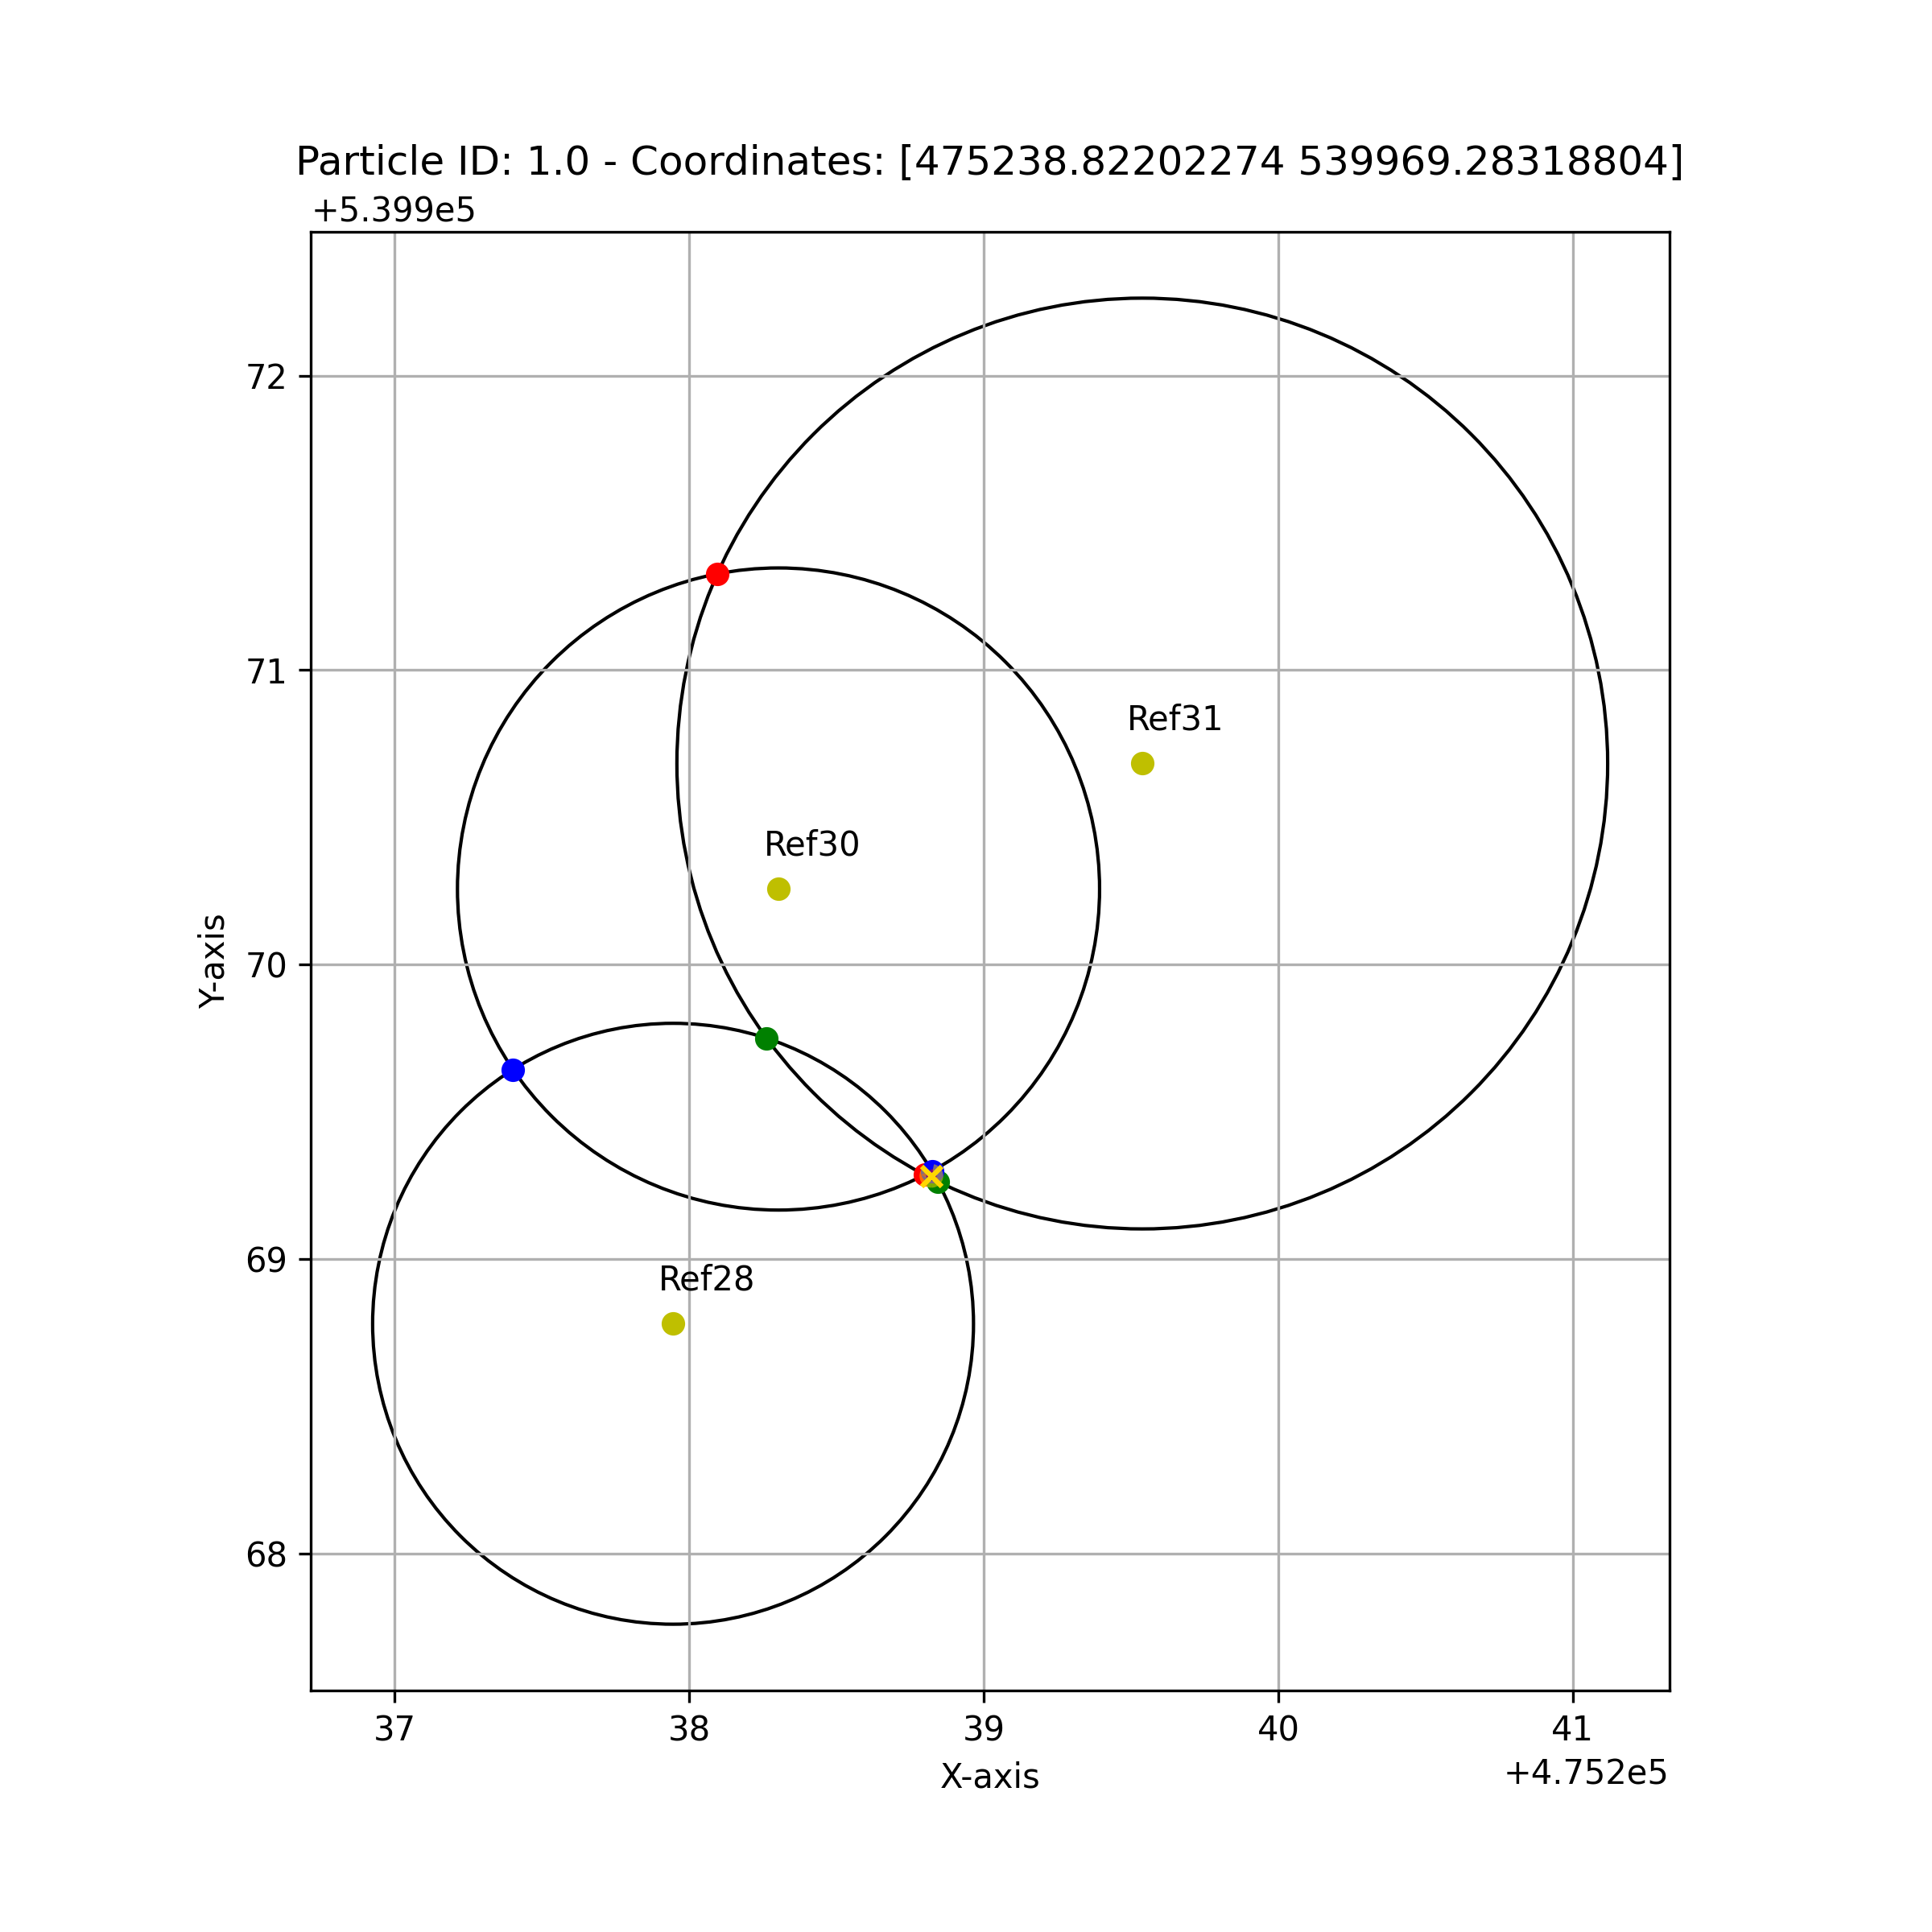 Particle ID: 1.0 - Coordinates: [475238.82202274 539969.28318804]
+5.399e5
72
71
70
69
68
Y-axis
Ref31
Ref30
Ref28
37 38 39 40 41
X-axis
+4.752e5